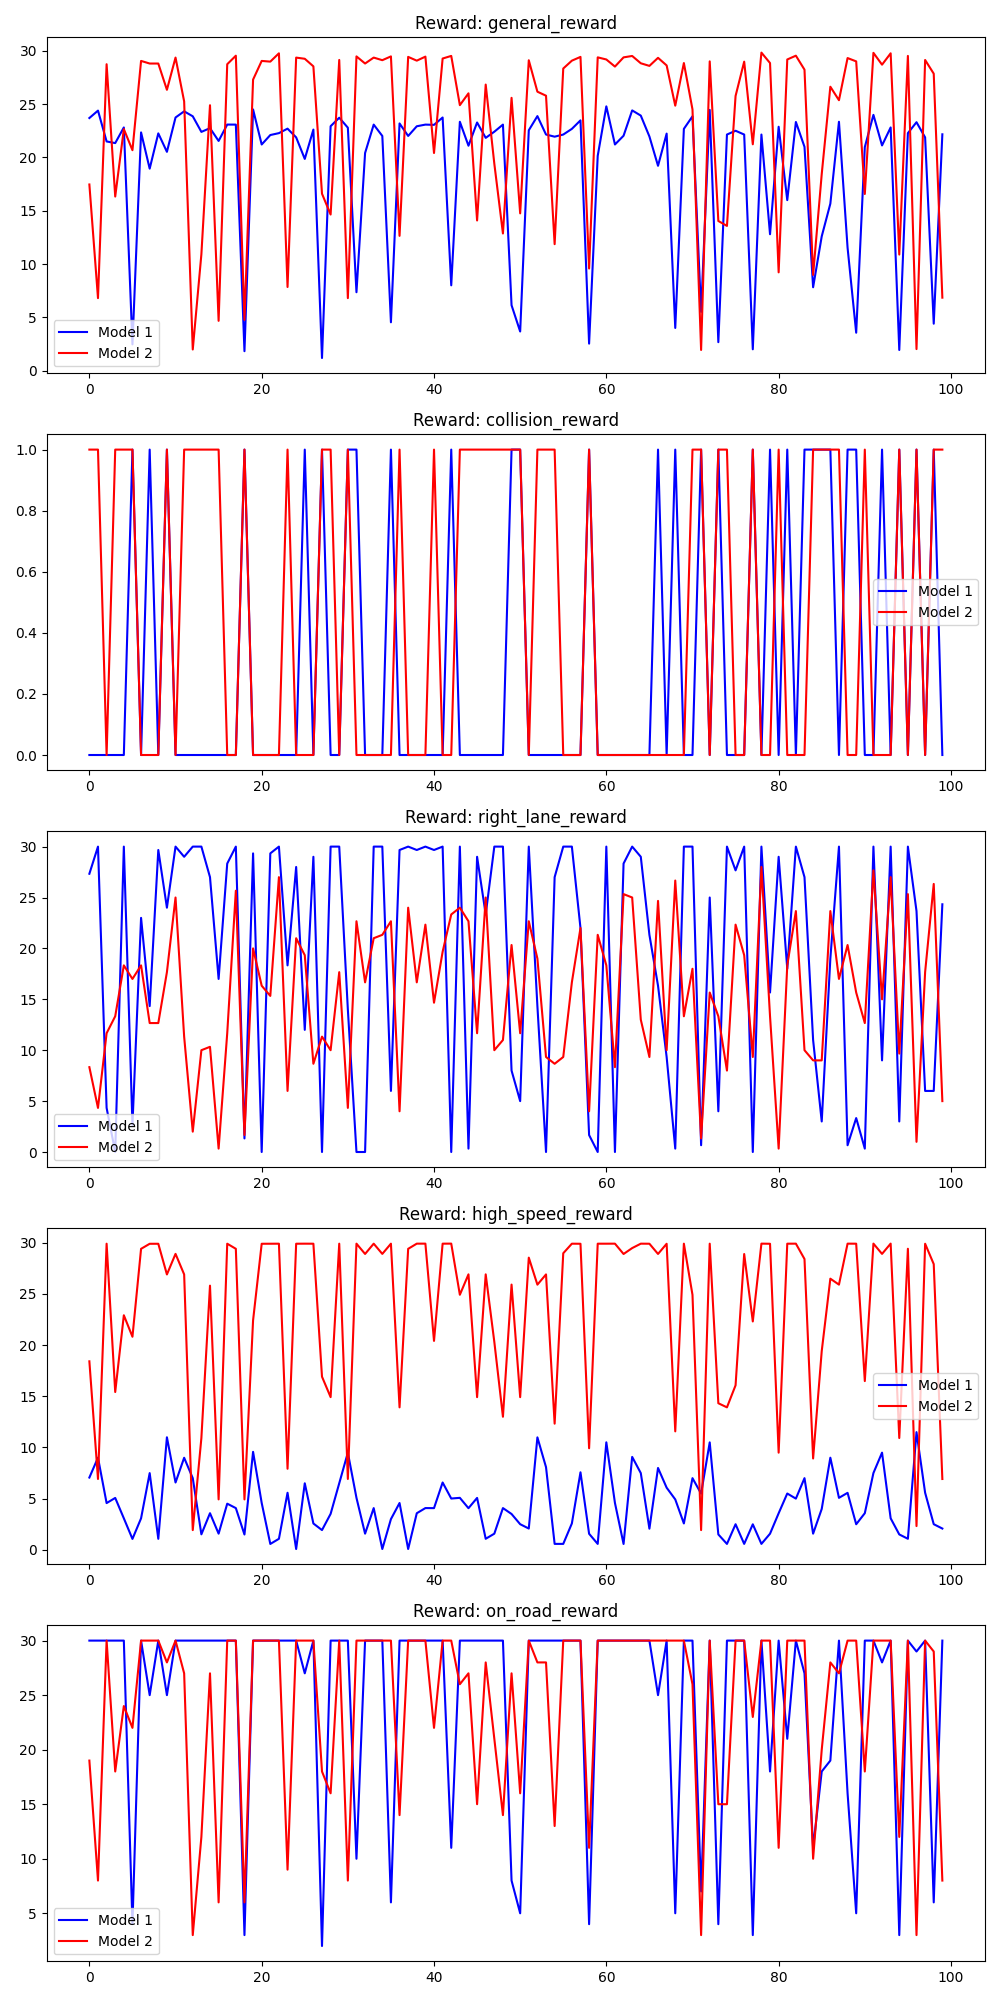 Reward: general_reward
30
25
20
15
10
5
0
Model 1
Model 2
0 20 40 60 80 100
Reward: collision_reward
1.0
0.8
0.6
0.4
0.2
0.0
Model 1
Model 2
0 20 40 60 80 100
Reward: right_lane_reward
30
25
20
15
10
5
0
Model 1
Model 2
0 20 40 60 80 100
Reward: high_speed_reward
30
25
20
15
10
5
0
Model 1
Model 2
0 20 40 60 80 100
Reward: on_road_reward
30
25
20
15
10
5
Model 1
Model 2
0 20 40 60 80 100